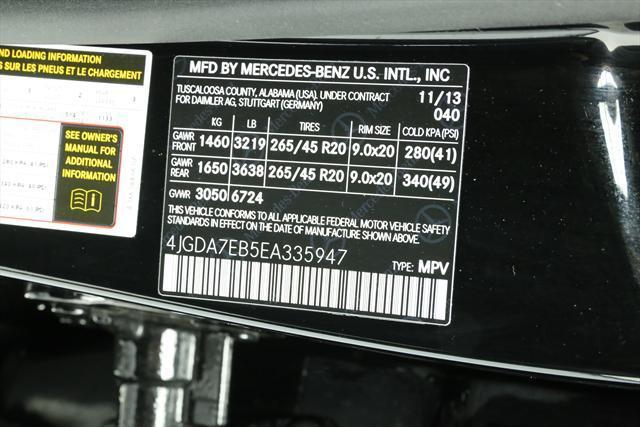 AND LOADING INFORMATION
SUR LES PNEUS ET LE CHARGEMENT
SEE OWNER'S
MANUAL FOR
ADDITIONAL
INFORMATION
MFD BY MERCEDES-BENZ U.S. INTL., INC
TUSCALOOSA COUNTY, ALABAMA (USA). UNDER CONTRACT 11/13
FOR DAIMLER AG, STUTTGART (GERMANY) 040
KG LB TIRES RIM SIZE COLD KPA (PSI)
GAWR FRONT 1460 3219 265/45 R20 9.0x20 280(41)
GAWR REAR 1650 3638 265/45 R20 9.0x20 340(49)
GVWR 3050 6724
THIS VEHICLE CONFORMS TO ALL APPLICABLE FEDERAL MOTOR VEHICLE SAFETY
STANDARDS IN EFFECT ON THE DATE OF MANUFACTURE SHOWN ABOVE.
4JGDA7EB5EA335947
TYPE: MPV